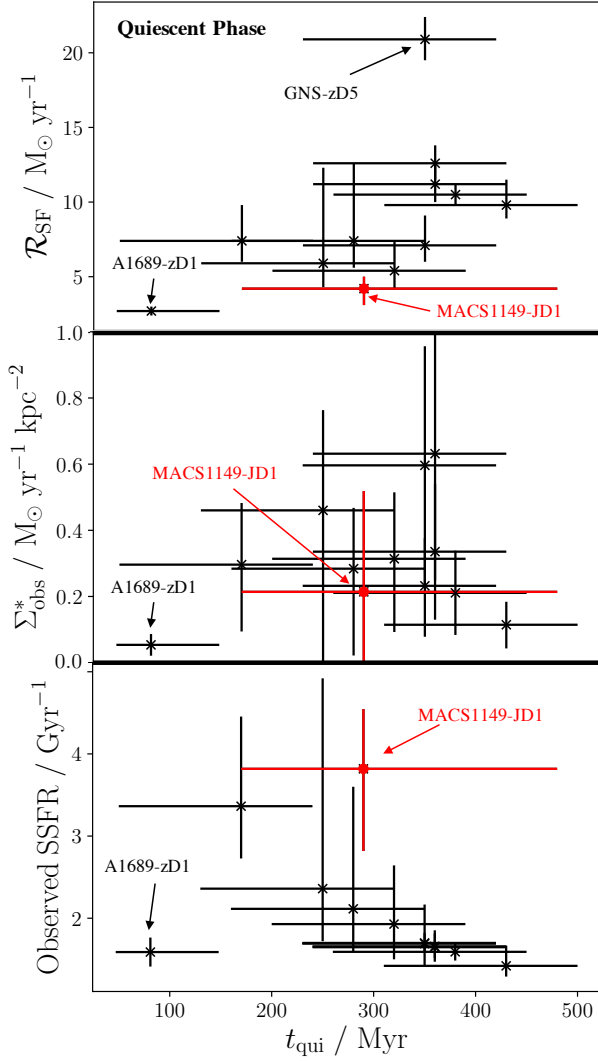 Quiescent Phase
GNS-zD5
A1689-zD1
MACS1149-JD1
20
15
10
5
R_SF / M_⊙ yr⁻¹
1.0
0.8
0.6
0.4
0.2
0.0
Σ*_obs / M_⊙ yr⁻¹ kpc⁻²
MACS1149-JD1
A1689-zD1
4
3
2
Observed SSFR / Gyr⁻¹
MACS1149-JD1
A1689-zD1
100 200 300 400 500
t_qui / Myr